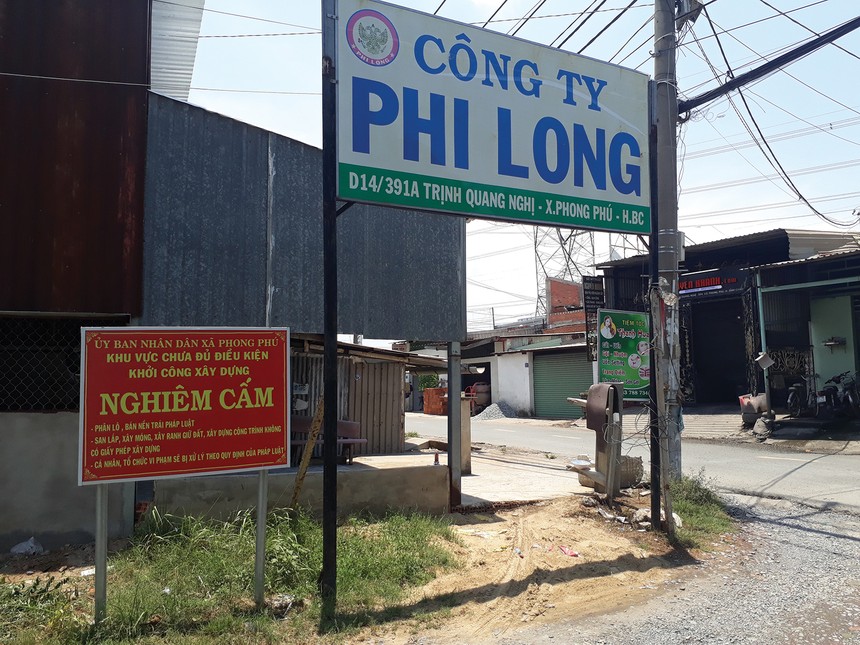 PHI LONG
CÔNG TY
PHI LONG
D14/391A TRỊNH QUANG NGHỊ - X.PHONG PHÚ - H.BC
ỦY BAN NHÂN DÂN XÃ PHONG PHÚ
KHU VỰC CHƯA ĐỦ ĐIỀU KIỆN
KHỞI CÔNG XÂY DỰNG
NGHIÊM CẤM
- PHÂN LÔ, BÁN NỀN TRÁI PHÁP LUẬT
- SAN LẤP, XÂY MÓNG, XÂY RANH GIỮ ĐẤT, XÂY DỰNG CÔNG TRÌNH KHÔNG
CÓ GIẤY PHÉP XÂY DỰNG
- CÁ NHÂN, TỔ CHỨC VI PHẠM SẼ BỊ XỬ LÝ THEO QUY ĐỊNH CỦA PHÁP LUẬT
TIỆM TÓC
KHANH